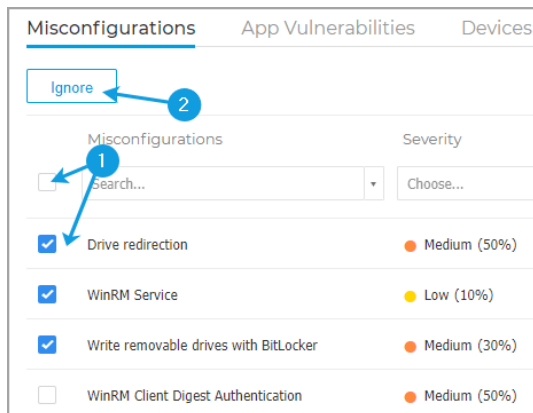 Misconfigurations App Vulnerabilities Devices
Ignore
2
Misconfigurations Severity
1
Search... Choose...
Drive redirection Medium (50%)
WinRM Service Low (10%)
Write removable drives with BitLocker Medium (30%)
WinRM Client Digest Authentication Medium (50%)